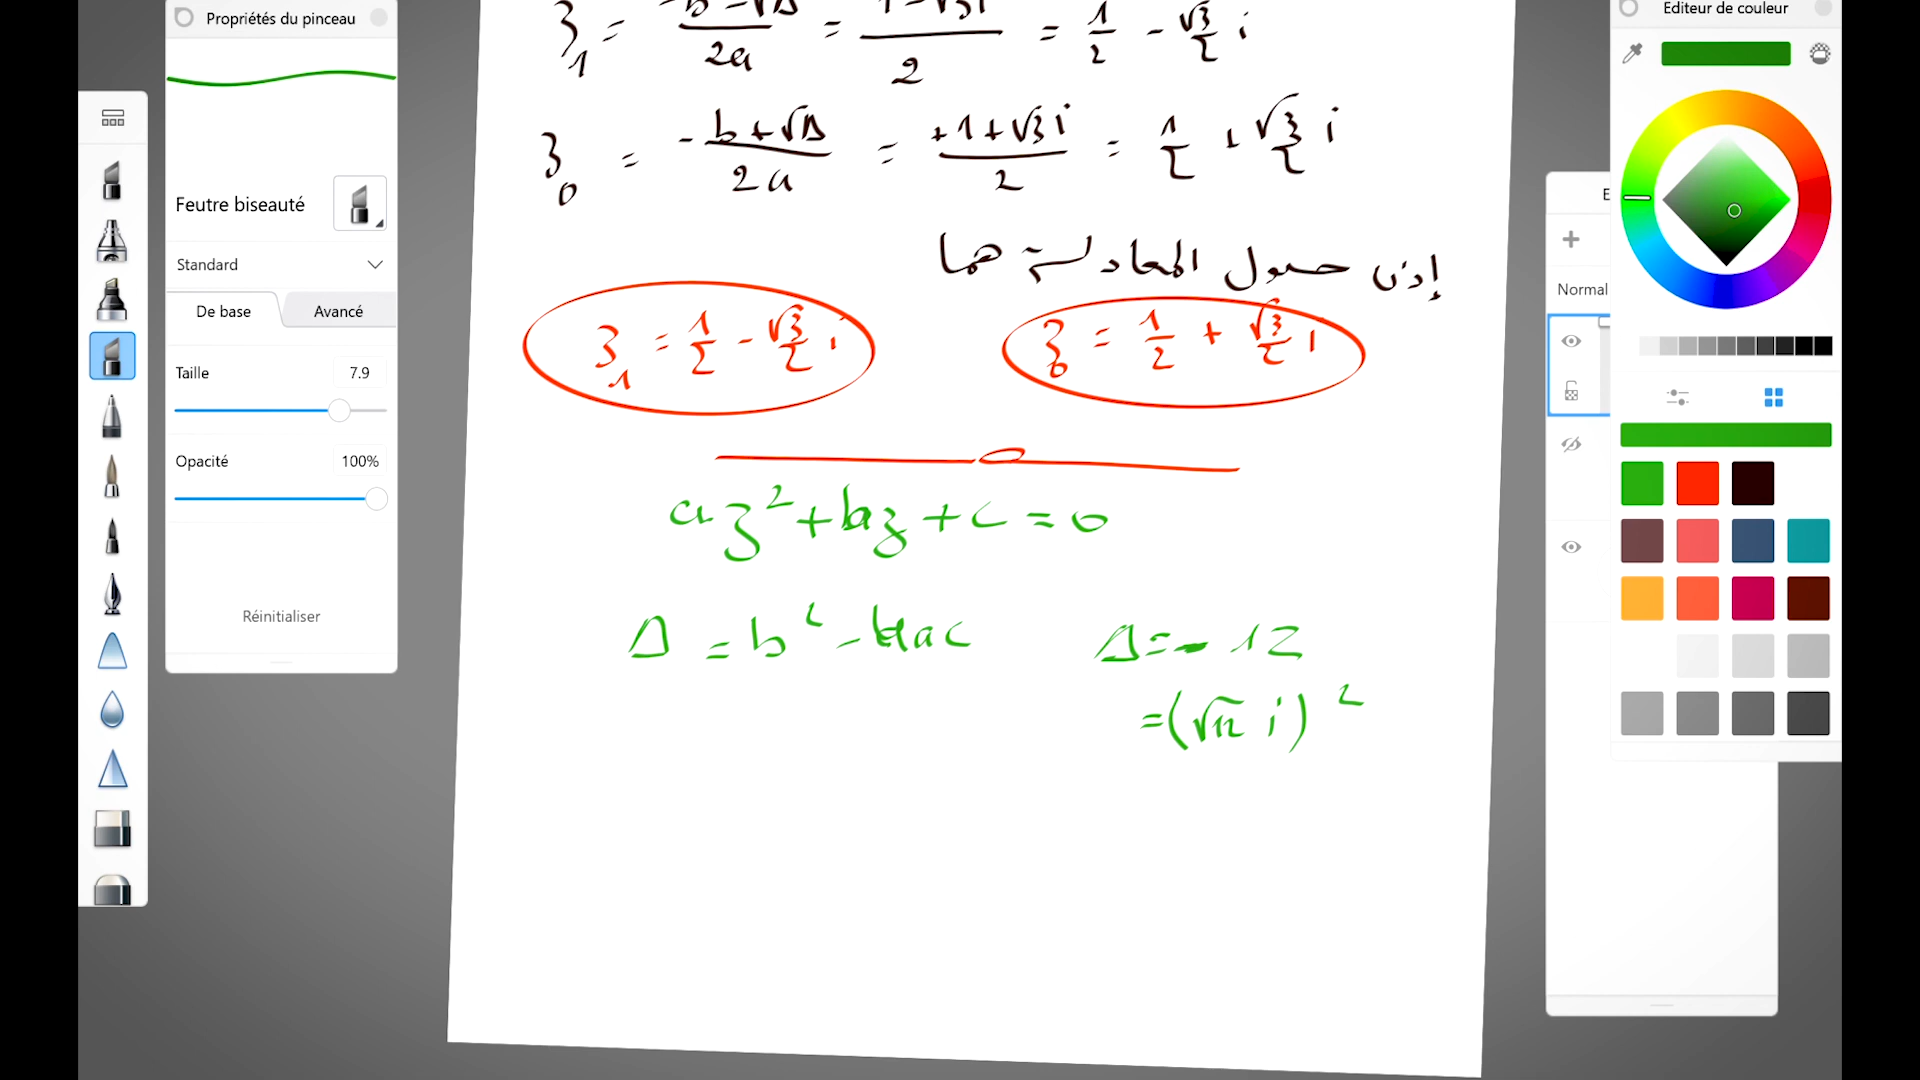 Propriétés du pinceau
Feutre biseauté
Standard
De base
Avancé
Taille
7.9
Opacité
100%
Réinitialiser
z₁ = (-b-√Δ)/2a = (1-√3i)/2 = 1/2 - √3/2 i
z₀ = (-b+√Δ)/2a = (+1+√3i)/2 = 1/2 + √3/2 i
إذن حلول المعادلة هما
z₁ = 1/2 - √3/2 i
z₀ = 1/2 + √3/2 i
az²+bz+c=0
Δ = b²-4ac
Δ=-12
=(√12 i)²
Editeur de couleur
Normal